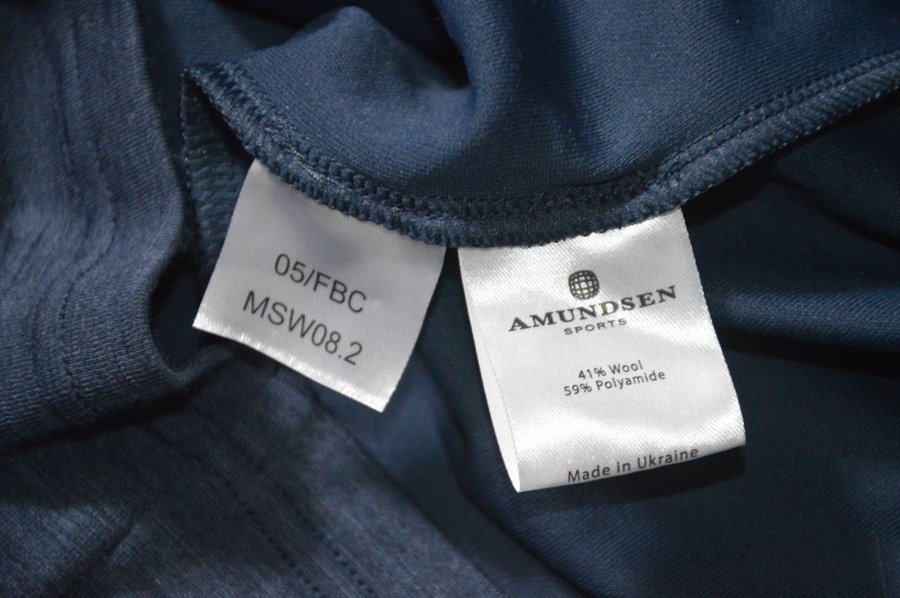 05/FBC
MSW08.2
AMUNDSEN
SPORTS
41% Wool
59% Polyamide
Made in Ukraine